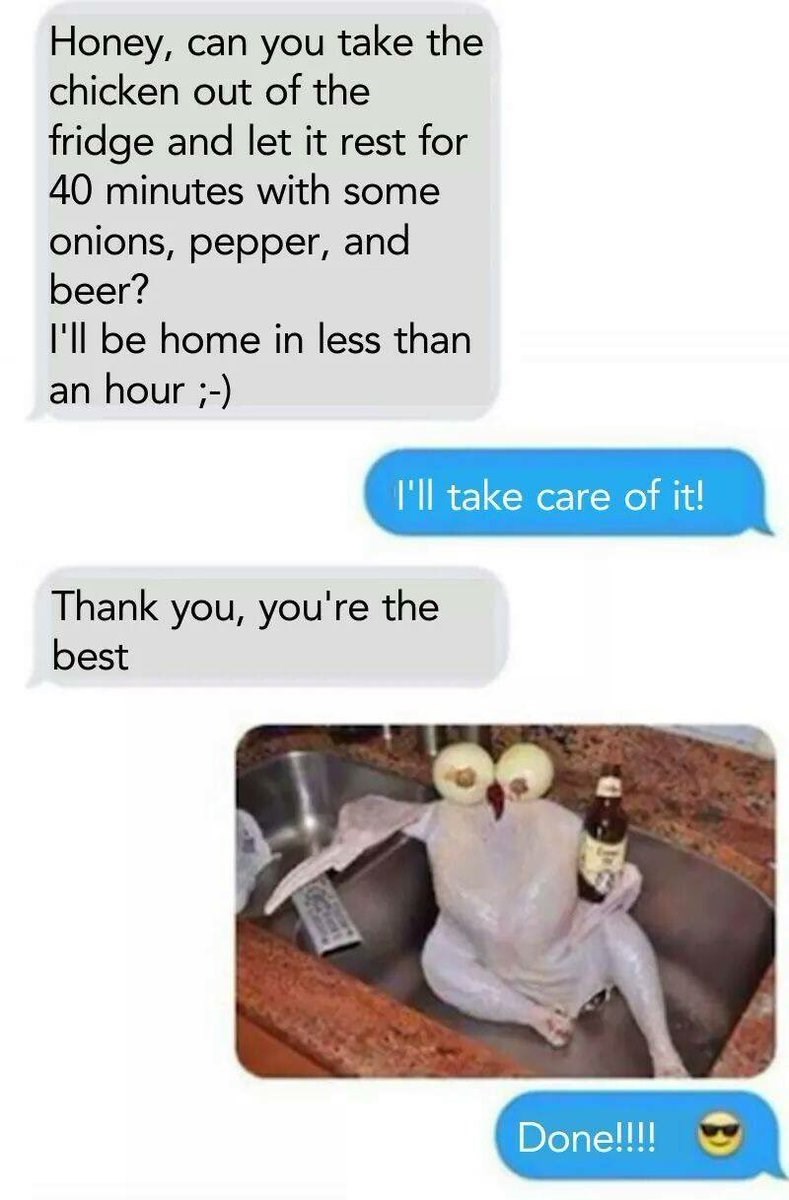 Honey, can you take the
chicken out of the
fridge and let it rest for
40 minutes with some
onions, pepper, and
beer?
I'll be home in less than
an hour ;-)
I'll take care of it!
Thank you, you're the
best
Done!!!! 😎